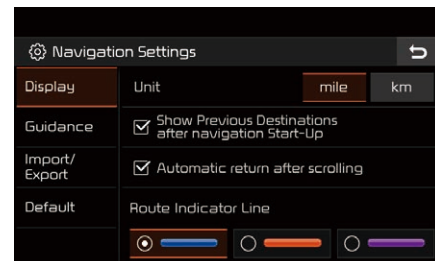 Navigation Settings
Display
Unit
mile
km
Guidance
Show Previous Destinations
after navigation Start-Up
Import/
Export
Automatic return after scrolling
Default
Route Indicator Line